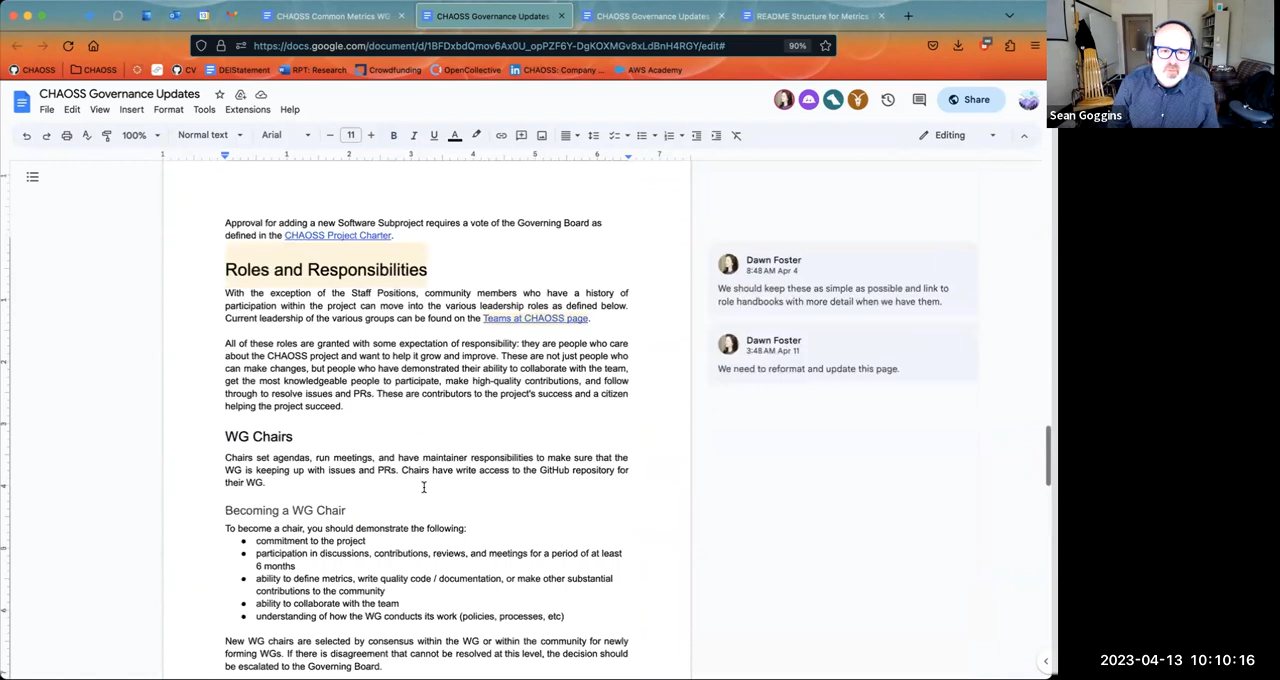 CHAOSS Common Metrics WG
CHAOSS Governance Updates
CHAOSS Governance Updates
README Structure for Metrics
https://docs.google.com/document/d/1BFDxbdQmov6Ax0U_opPZF6Y-DgKOXMGv8xLdBnH4RGY/edit#
90%
CHAOSS
CHAOSS
CV
DEIStatement
RPT: Research
Crowdfunding
OpenCollective
CHAOSS: Company ...
AWS Academy
Sean Goggins
CHAOSS Governance Updates
File Edit View Insert Format Tools Extensions Help
Share
100%
Normal text
Arial
11
Editing
1 1 2 3 4 5 6 7
Approval for adding a new Software Subproject requires a vote of the Governing Board as
defined in the CHAOSS Project Charter.
Roles and Responsibilities
With the exception of the Staff Positions, community members who have a history of
participation within the project can move into the various leadership roles as defined below.
Current leadership of the various groups can be found on the Teams at CHAOSS page.
All of these roles are granted with some expectation of responsibility: they are people who care
about the CHAOSS project and want to help it grow and improve. These are not just people who
can make changes, but people who have demonstrated their ability to collaborate with the team,
get the most knowledgeable people to participate, make high-quality contributions, and follow
through to resolve issues and PRs. These are contributors to the project's success and a citizen
helping the project succeed.
WG Chairs
Chairs set agendas, run meetings, and have maintainer responsibilities to make sure that the
WG is keeping up with issues and PRs. Chairs have write access to the GitHub repository for
their WG.
Becoming a WG Chair
To become a chair, you should demonstrate the following:
● commitment to the project
● participation in discussions, contributions, reviews, and meetings for a period of at least
6 months
● ability to define metrics, write quality code / documentation, or make other substantial
contributions to the community
● ability to collaborate with the team
● understanding of how the WG conducts its work (policies, processes, etc)
New WG chairs are selected by consensus within the WG or within the community for newly
forming WGs. If there is disagreement that cannot be resolved at this level, the decision should
be escalated to the Governing Board.
Dawn Foster
8:48 AM Apr 4
We should keep these as simple as possible and link to
role handbooks with more detail when we have them.
Dawn Foster
3:48 AM Apr 11
We need to reformat and update this page.
2023-04-13 10:10:16